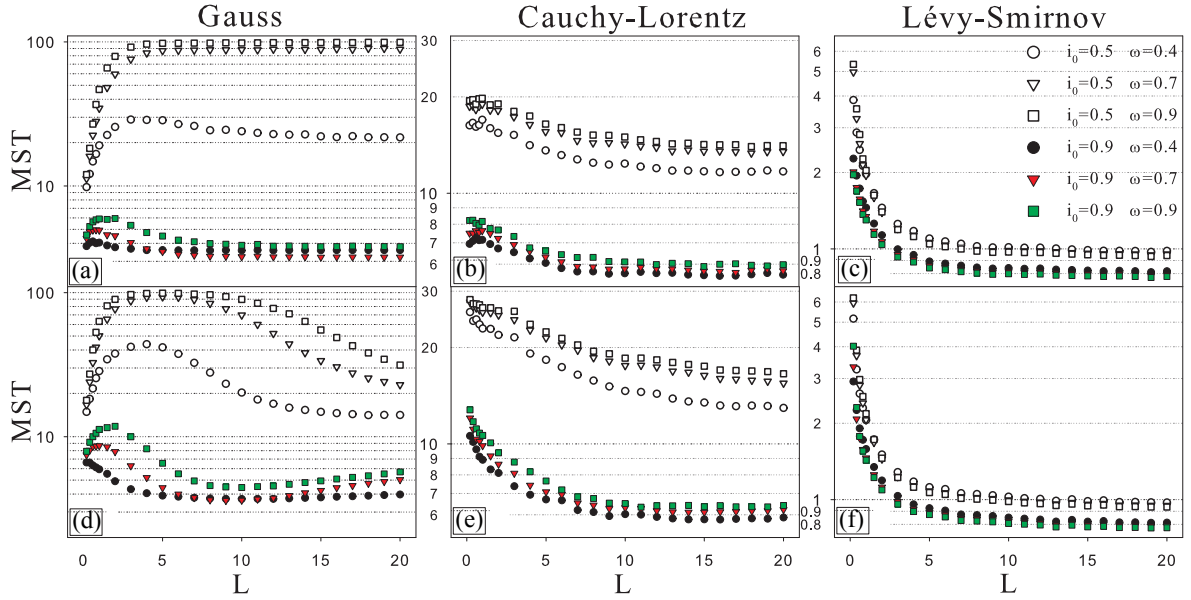 Gauss Cauchy-Lorentz Lévy-Smirnov
MST
100
10
(a)
30
20
10
9
8
7
6
(b)
6
5
4
3
2
1
0.9
0.8
(c)
i0=0.5 ω=0.4
i0=0.5 ω=0.7
i0=0.5 ω=0.9
i0=0.9 ω=0.4
i0=0.9 ω=0.7
i0=0.9 ω=0.9
MST
100
10
(d)
0 5 10 15 20
L
30
20
10
9
8
7
6
(e)
0 5 10 15 20
L
6
5
4
3
2
1
0.9
0.8
(f)
0 5 10 15 20
L